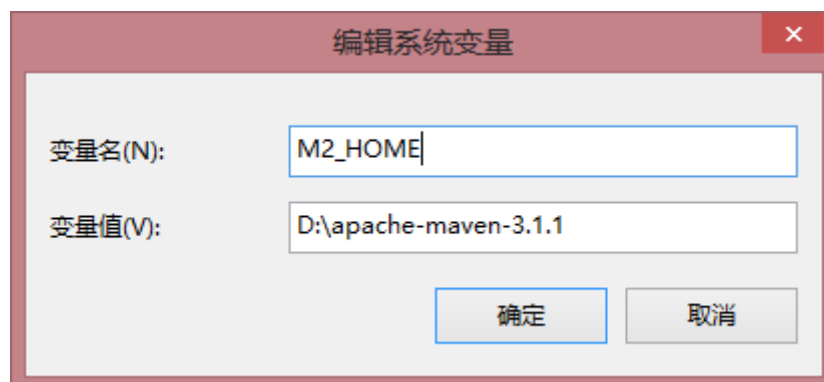 编辑系统变量
变量名(N): M2_HOME
变量值(V): D:\apache-maven-3.1.1
确定 取消